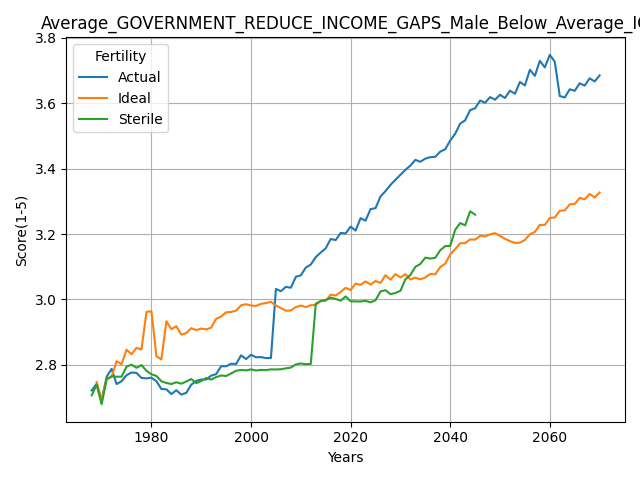 Average_GOVERNMENT_REDUCE_INCOME_GAPS_Male_Below_Average_IQ
Fertility
Actual
Ideal
Sterile
Score(1-5)
3.8
3.6
3.4
3.2
3.0
2.8
1980
2000
2020
2040
2060
Years